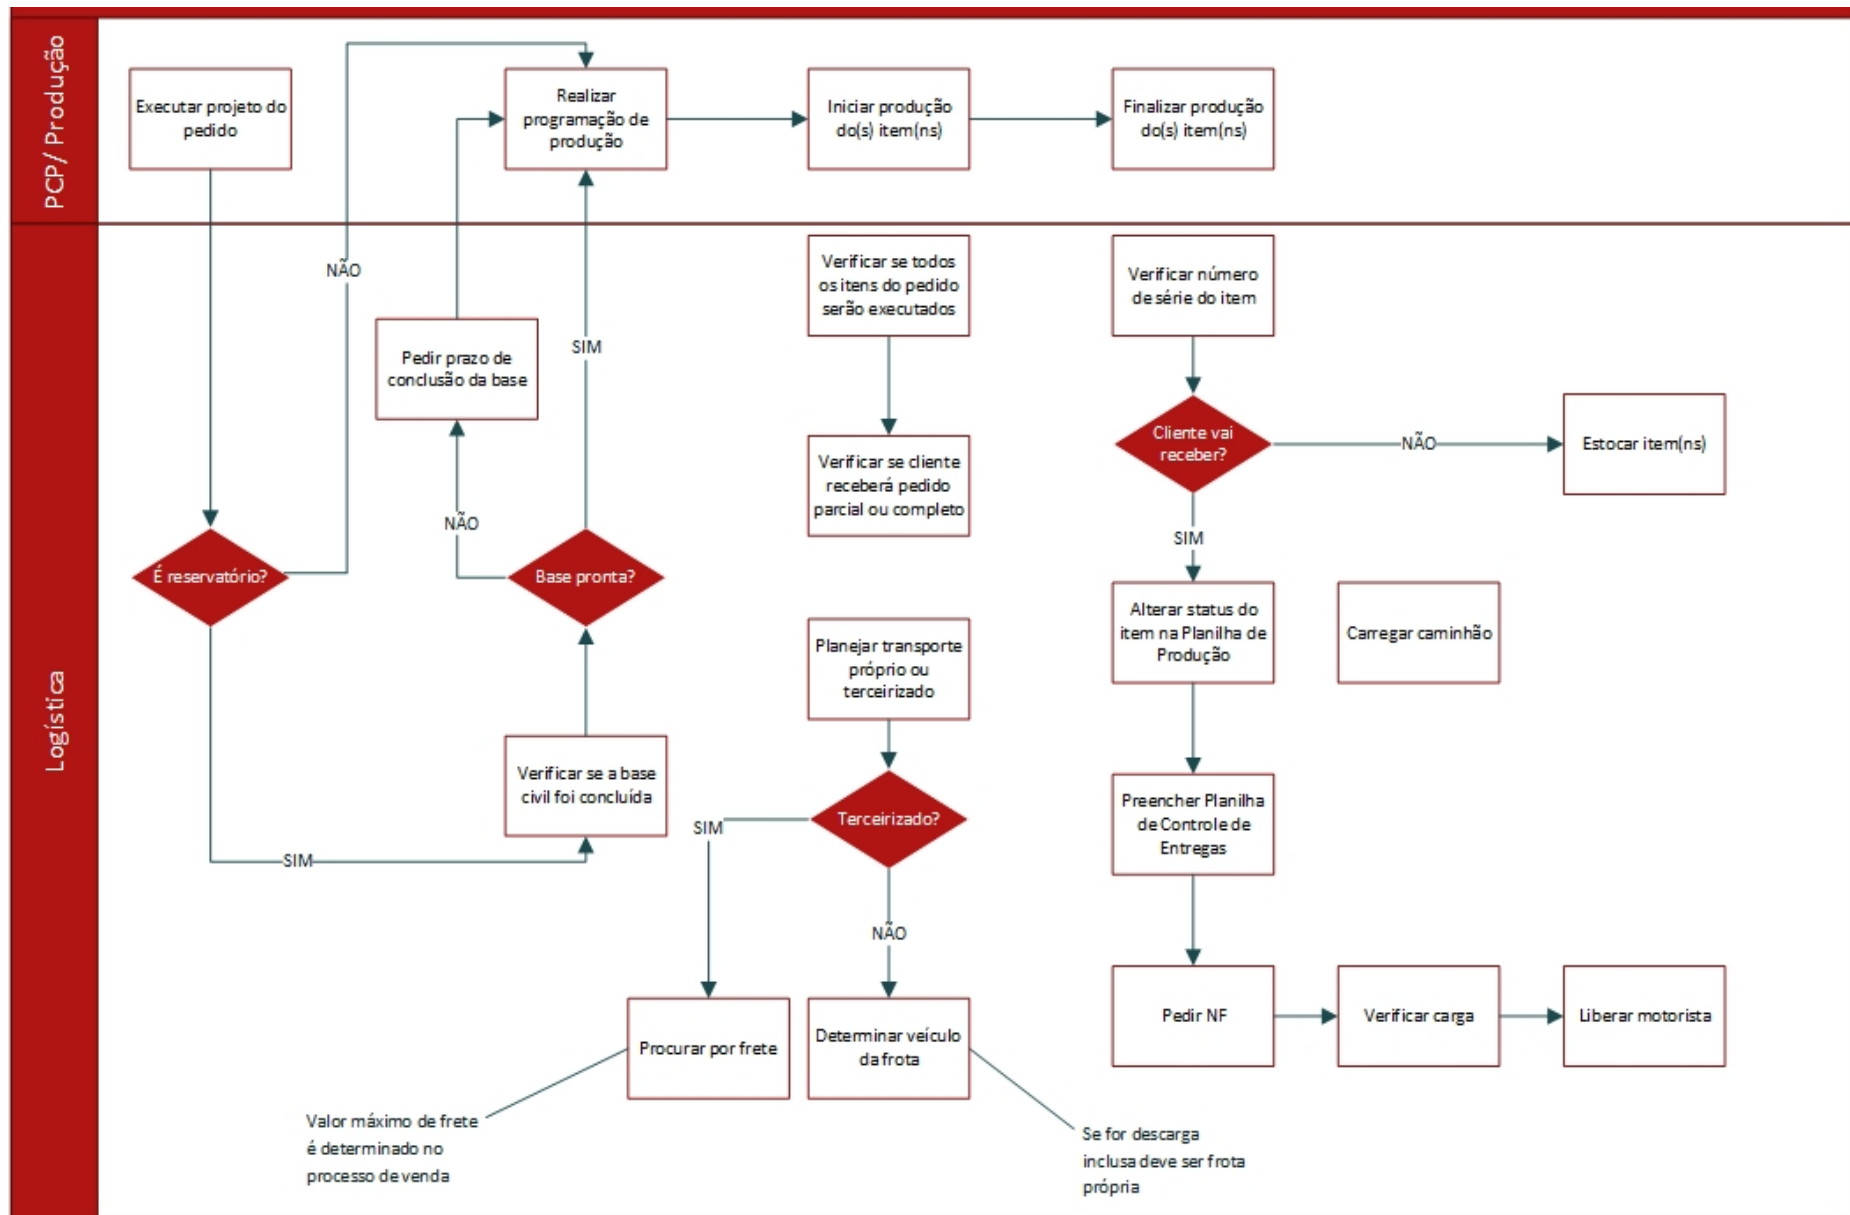 PCP/ Produção
Executar projeto do
pedido
Realizar
programação de
produção
Iniciar produção
do(s) item(ns)
Finalizar produção
do(s) item(ns)
Logística
NÃO
Pedir prazo de
conclusão da base
SIM
Verificar se todos
os itens do pedido
serão executados
Verificar número
de série do item
Verificar se cliente
receberá pedido
parcial ou completo
Cliente vai
receber?
NÃO
Estocar item(ns)
NÃO
SIM
É reservatório?
Base pronta?
Planejar transporte
próprio ou
terceirizado
Alterar status do
item na Planilha de
Produção
Carregar caminhão
Verificar se a base
civil foi concluída
SIM
SIM
Terceirizado?
Preencher Planilha
de Controle de
Entregas
NÃO
Procurar por frete
Determinar veículo
da frota
Pedir NF
Verificar carga
Liberar motorista
Valor máximo de frete
é determinado no
processo de venda
Se for descarga
inclusa deve ser frota
própria